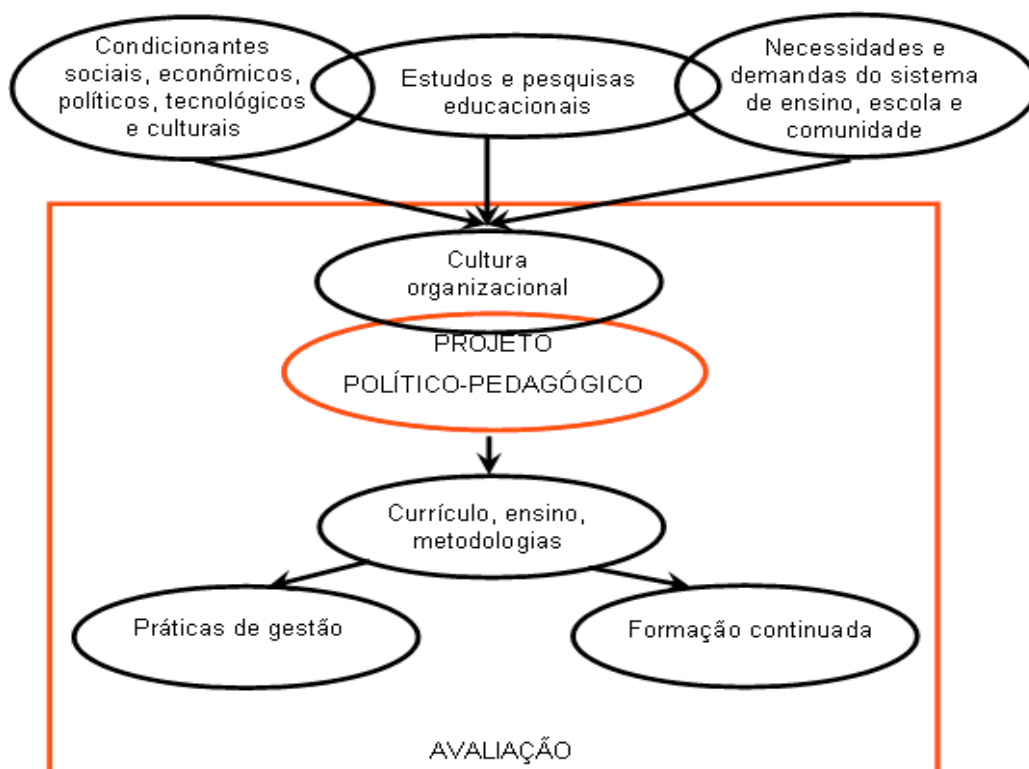 Condicionantes
sociais, econômicos,
políticos, tecnológicos
e culturais
Estudos e pesquisas
educacionais
Necessidades e
demandas do sistema
de ensino, escola e
comunidade
Cultura
organizacional
PROJETO
POLÍTICO-PEDAGÓGICO
Currículo, ensino,
metodologias
Práticas de gestão
Formação continuada
AVALIAÇÃO